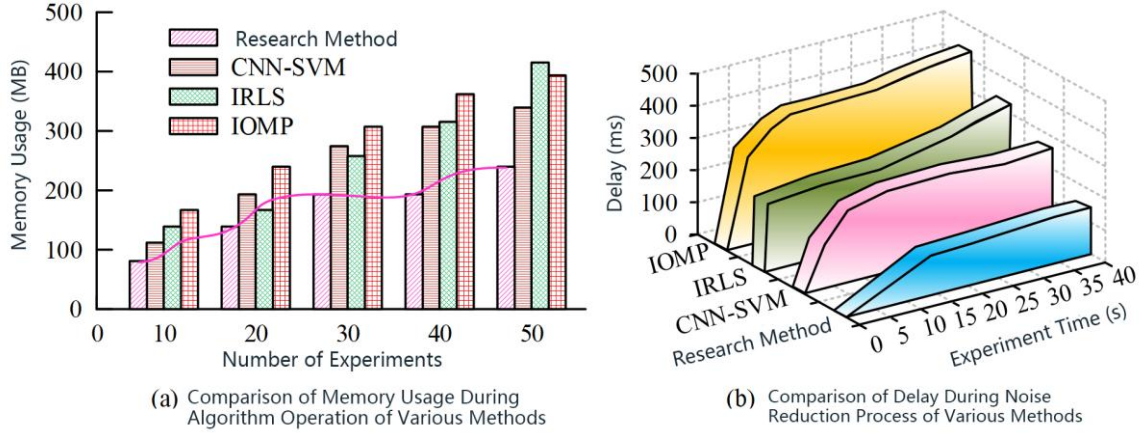 500
400
300
200
100
0
Memory Usage (MB)
Research Method
CNN-SVM
IRLS
IOMP
0 10 20 30 40 50
Number of Experiments
(a) Comparison of Memory Usage During
Algorithm Operation of Various Methods
500
400
300
200
100
0
Delay (ms)
IOMP
IRLS
CNN-SVM
Research Method
0 5 10 15 20 25 30 35 40
Experiment Time (s)
(b) Comparison of Delay During Noise
Reduction Process of Various Methods